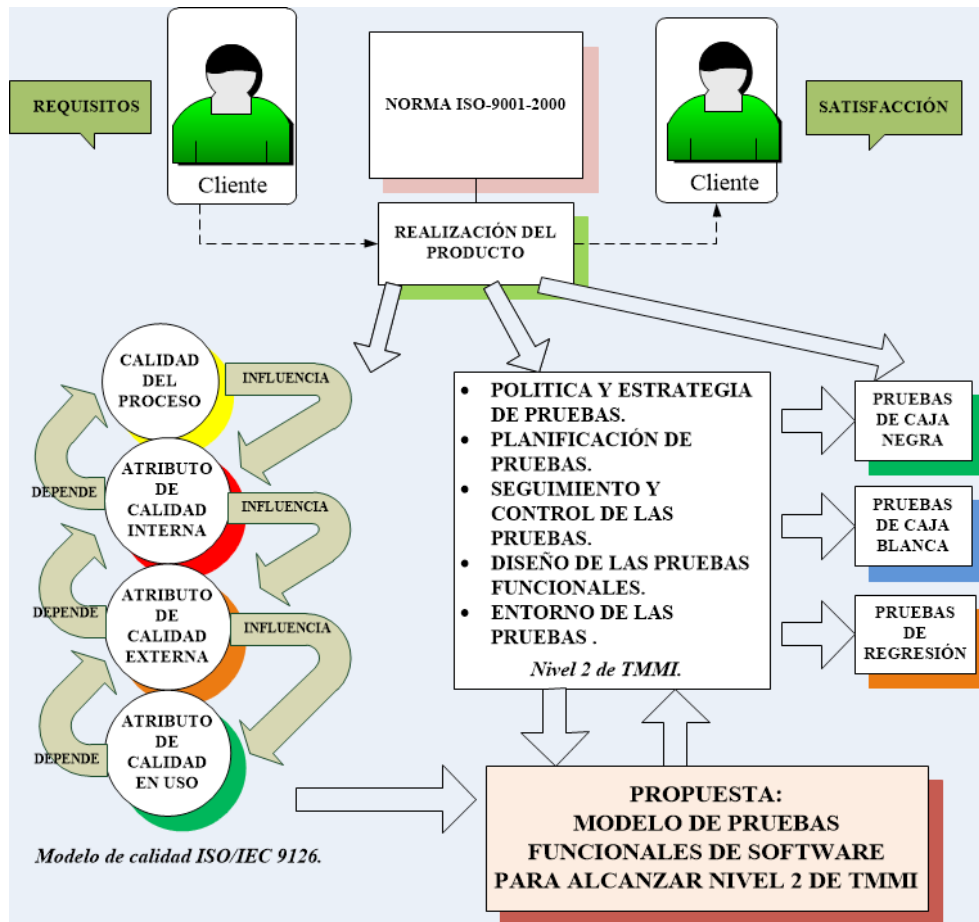 REQUISITOS
Cliente
NORMA ISO-9001-2000
Cliente
SATISFACCIÓN
REALIZACIÓN DEL
PRODUCTO
CALIDAD
DEL
PROCESO
INFLUENCIA
DEPENDE
ATRIBUTO
DE
CALIDAD
INTERNA
INFLUENCIA
DEPENDE
ATRIBUTO
DE
CALIDAD
EXTERNA
INFLUENCIA
DEPENDE
ATRIBUTO
DE
CALIDAD
EN USO
Modelo de calidad ISO/IEC 9126.
• POLITICA Y ESTRATEGIA
DE PRUEBAS.
• PLANIFICACIÓN DE
PRUEBAS.
• SEGUIMIENTO Y
CONTROL DE LAS
PRUEBAS.
• DISEÑO DE LAS PRUEBAS
FUNCIONALES.
• ENTORNO DE LAS
PRUEBAS .
Nivel 2 de TMMI.
PRUEBAS
DE CAJA
NEGRA
PRUEBAS
DE CAJA
BLANCA
PRUEBAS
DE
REGRESIÓN
PROPUESTA:
MODELO DE PRUEBAS
FUNCIONALES DE SOFTWARE
PARA ALCANZAR NIVEL 2 DE TMMI